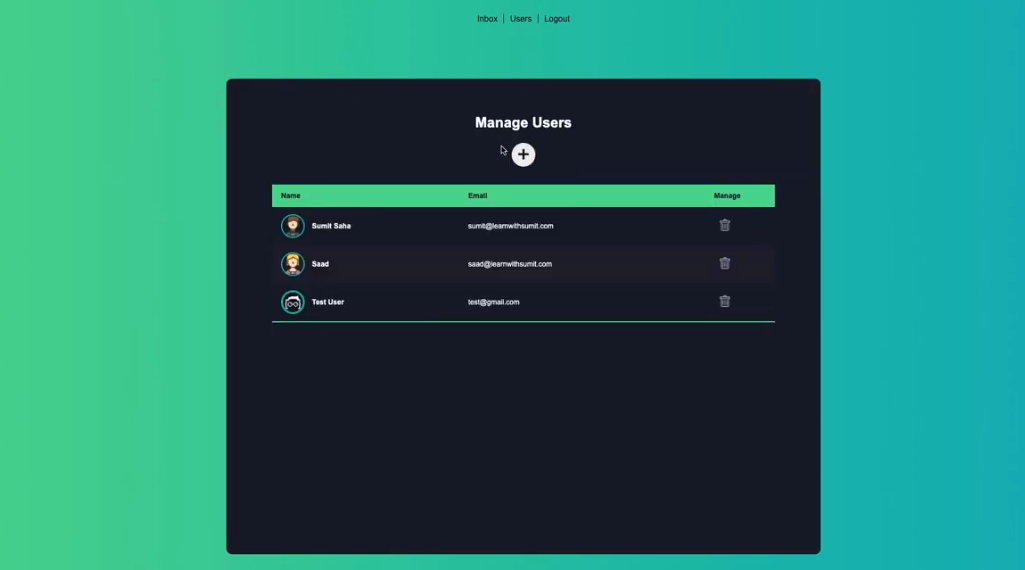 Inbox | Users | Logout
Manage Users
Name Email Manage
Sumit Saha sumit@learnwithsumit.com
Saad saad@learnwithsumit.com
Test User test@gmail.com